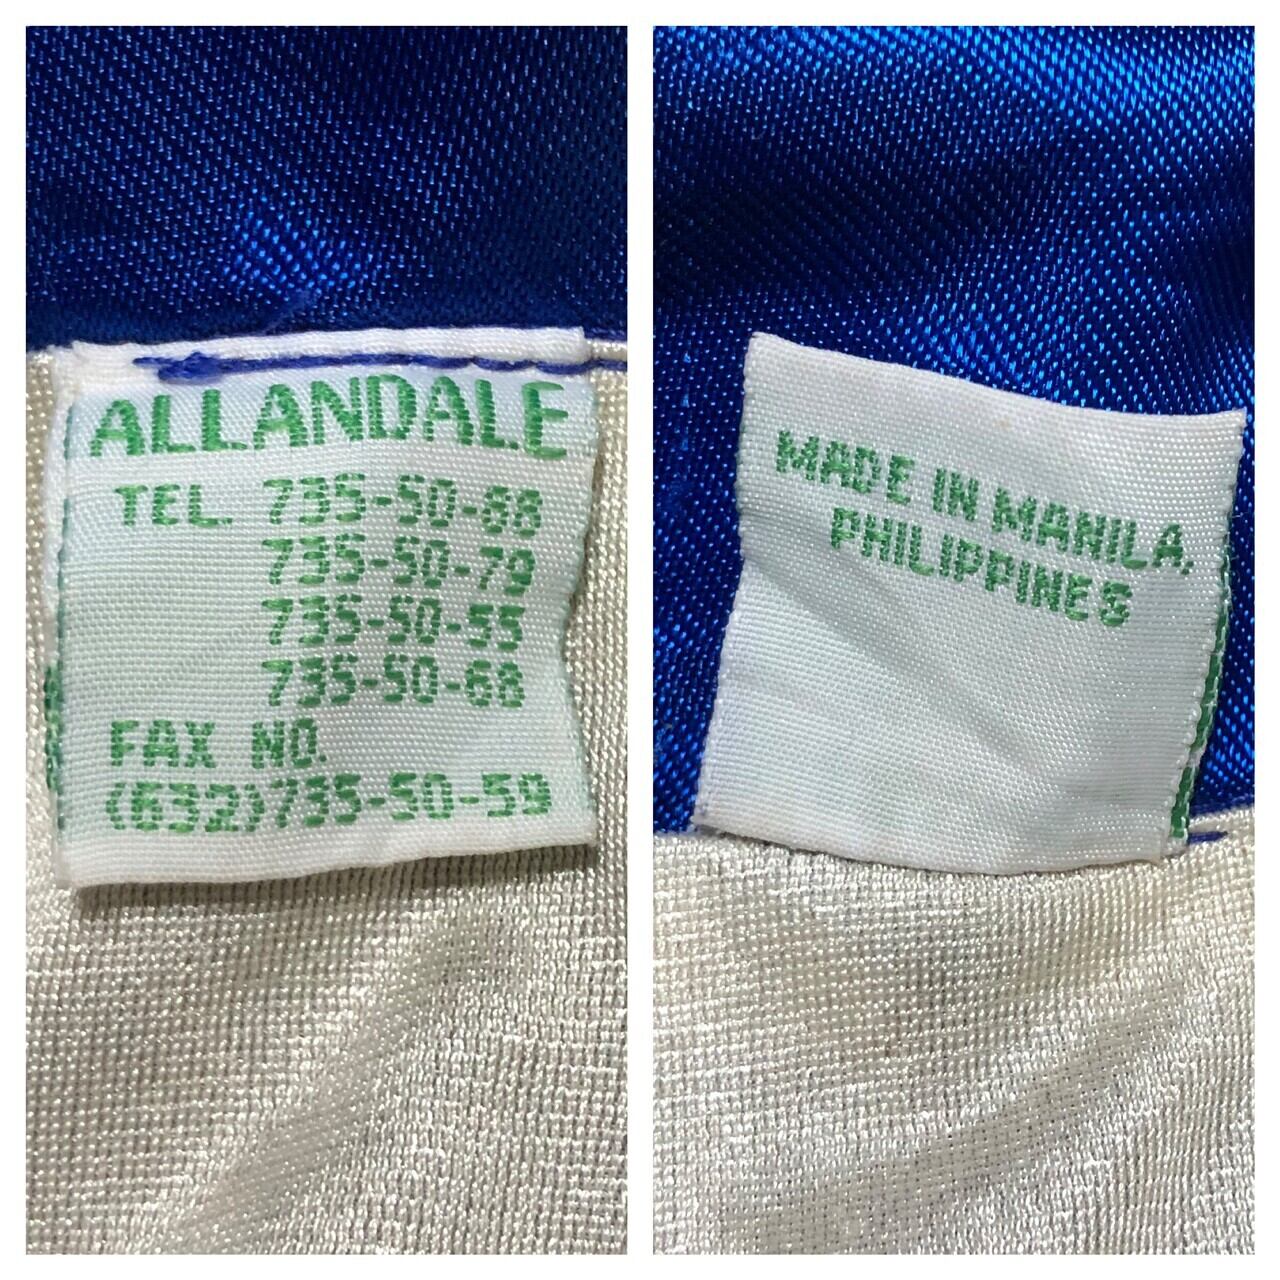 ALLANDALE
TEL. 735-50-88
735-50-79
735-50-55
735-50-68
FAX NO.
(632)735-50-59
MADE IN MANILA,
PHILIPPINES